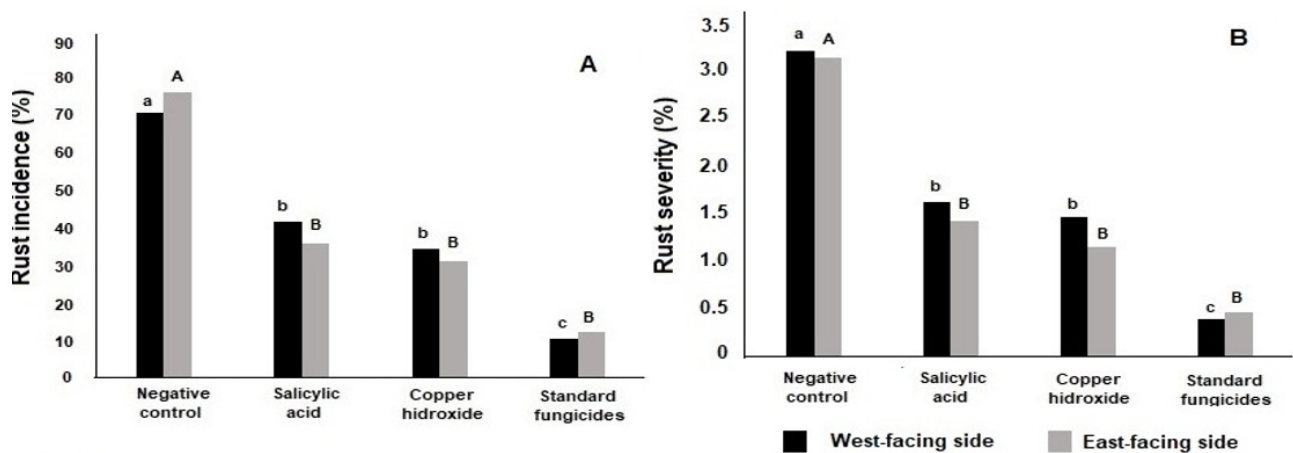 Rust incidence (%)
90
80
70
60
50
40
30
20
10
0
A
a
A
b
B
b
B
c
B
Negative
control
Salicylic
acid
Copper
hidroxide
Standard
fungicides
Rust severity (%)
3.5
3.0
2.5
2.0
1.5
1.0
0.5
0
B
a
A
b
B
b
B
c
B
Negative
control
Salicylic
acid
Copper
hidroxide
Standard
fungicides
West-facing side
East-facing side